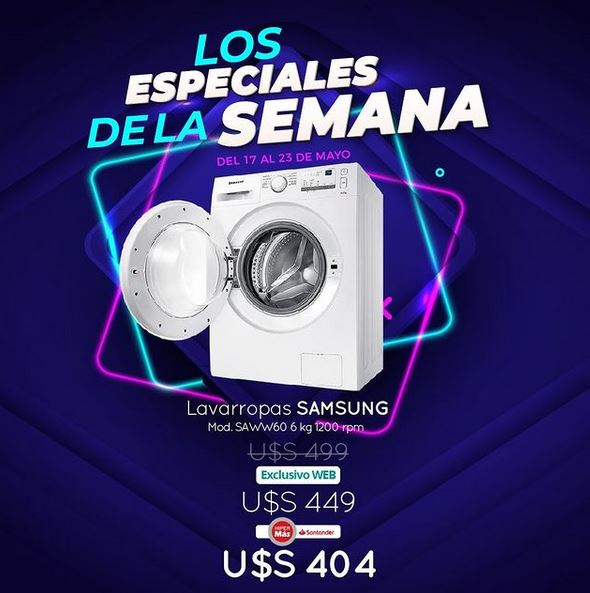 LOS
ESPECIALES
DE LA SEMANA
DEL 17 AL 23 DE MAYO
SAMSUNG
Lavarropas SAMSUNG
Mod. SAWW60 6 kg 1200 rpm
U$S 499
Exclusivo WEB
U$S 449
HIPER Más Santander
U$S 404